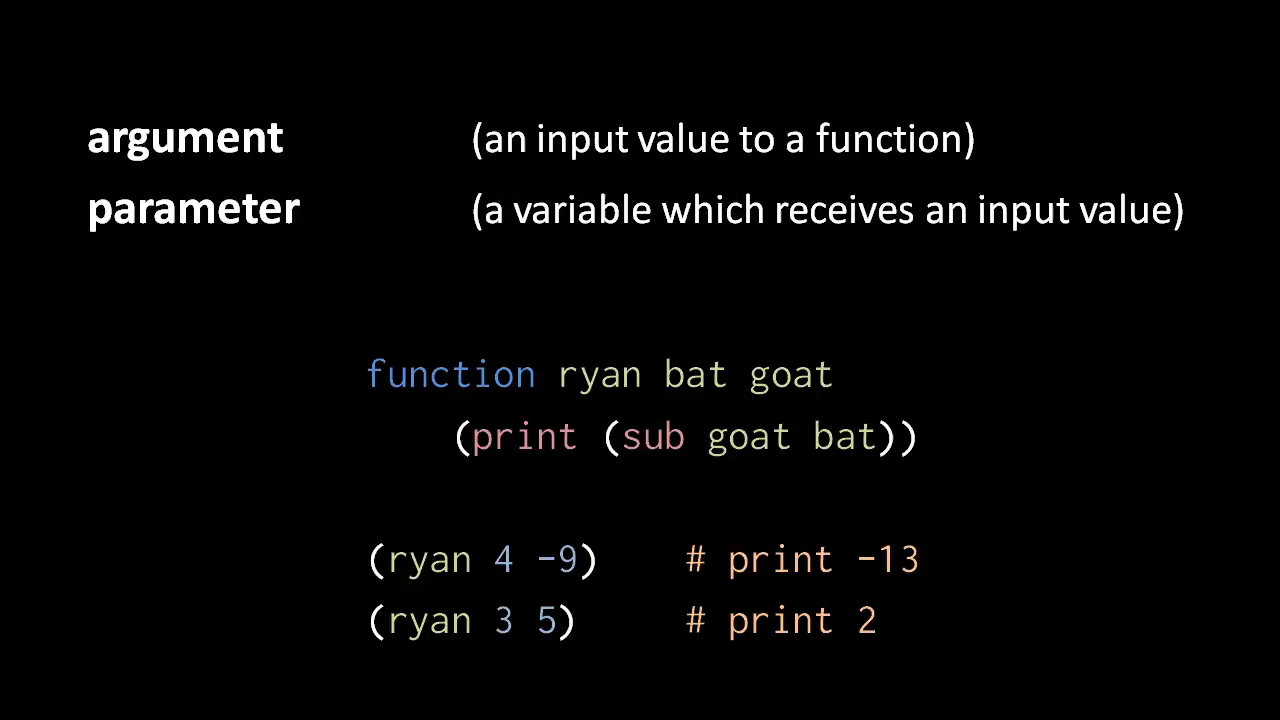 argument (an input value to a function)
parameter (a variable which receives an input value)
function ryan bat goat
(print (sub goat bat))
(ryan 4 -9) # print -13
(ryan 3 5) # print 2